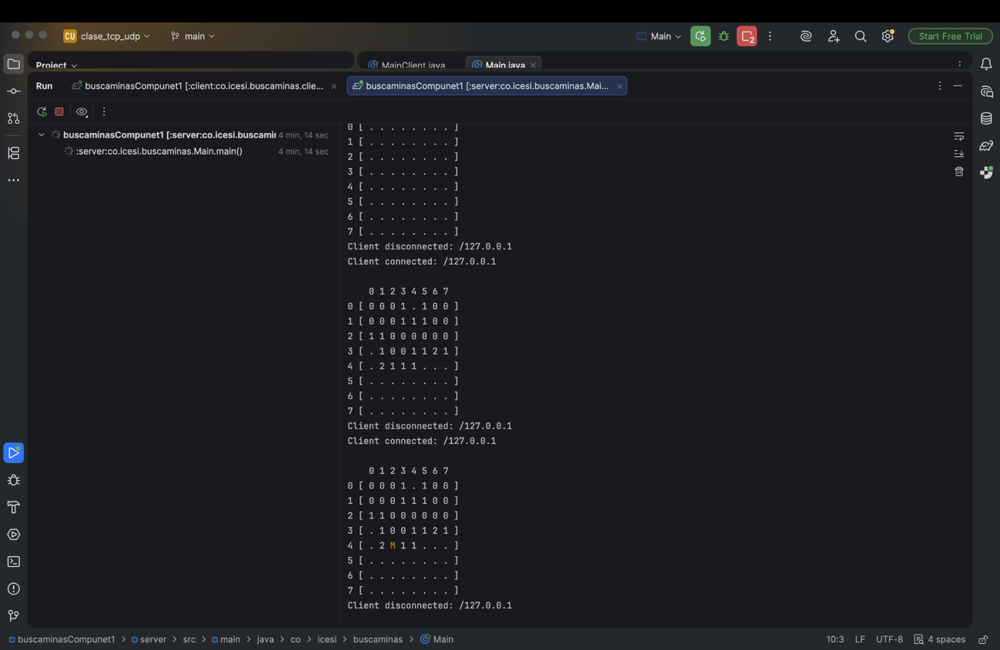 CU clase_tcp_udp main Main 2 Start Free Trial
Project MainClient.java Main.java
Run buscaminasCompunet1 [:client:co.icesi.buscaminas.clie... buscaminasCompunet1 [:server:co.icesi.buscaminas.Mai...
buscaminasCompunet1 [:server:co.icesi.buscamin 4 min, 14 sec
:server:co.icesi.buscaminas.Main.main() 4 min, 14 sec
0 [ . . . . . . . . ]
1 [ . . . . . . . . ]
2 [ . . . . . . . . ]
3 [ . . . . . . . . ]
4 [ . . . . . . . . ]
5 [ . . . . . . . . ]
6 [ . . . . . . . . ]
7 [ . . . . . . . . ]
Client disconnected: /127.0.0.1
Client connected: /127.0.0.1
0 1 2 3 4 5 6 7
0 [ 0 0 0 1 . 1 0 0 ]
1 [ 0 0 0 1 1 1 0 0 ]
2 [ 1 1 0 0 0 0 0 0 ]
3 [ . 1 0 0 1 1 2 1 ]
4 [ . 2 1 1 1 . . . ]
5 [ . . . . . . . . ]
6 [ . . . . . . . . ]
7 [ . . . . . . . . ]
Client disconnected: /127.0.0.1
Client connected: /127.0.0.1
0 1 2 3 4 5 6 7
0 [ 0 0 0 1 . 1 0 0 ]
1 [ 0 0 0 1 1 1 0 0 ]
2 [ 1 1 0 0 0 0 0 0 ]
3 [ . 1 0 0 1 1 2 1 ]
4 [ . 2 M 1 1 . . . ]
5 [ . . . . . . . . ]
6 [ . . . . . . . . ]
7 [ . . . . . . . . ]
Client disconnected: /127.0.0.1
buscaminasCompunet1 > server > src > main > java > co > icesi > buscaminas > Main 10:3 LF UTF-8 4 spaces